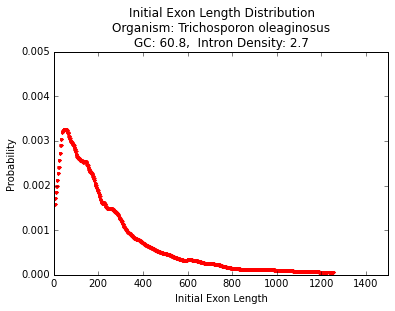 Initial Exon Length Distribution
Organism: Trichosporon oleaginosus
GC: 60.8,  Intron Density: 2.7
0.005
0.004
0.003
0.002
0.001
0.000
Probability
0 200 400 600 800 1000 1200 1400
Initial Exon Length